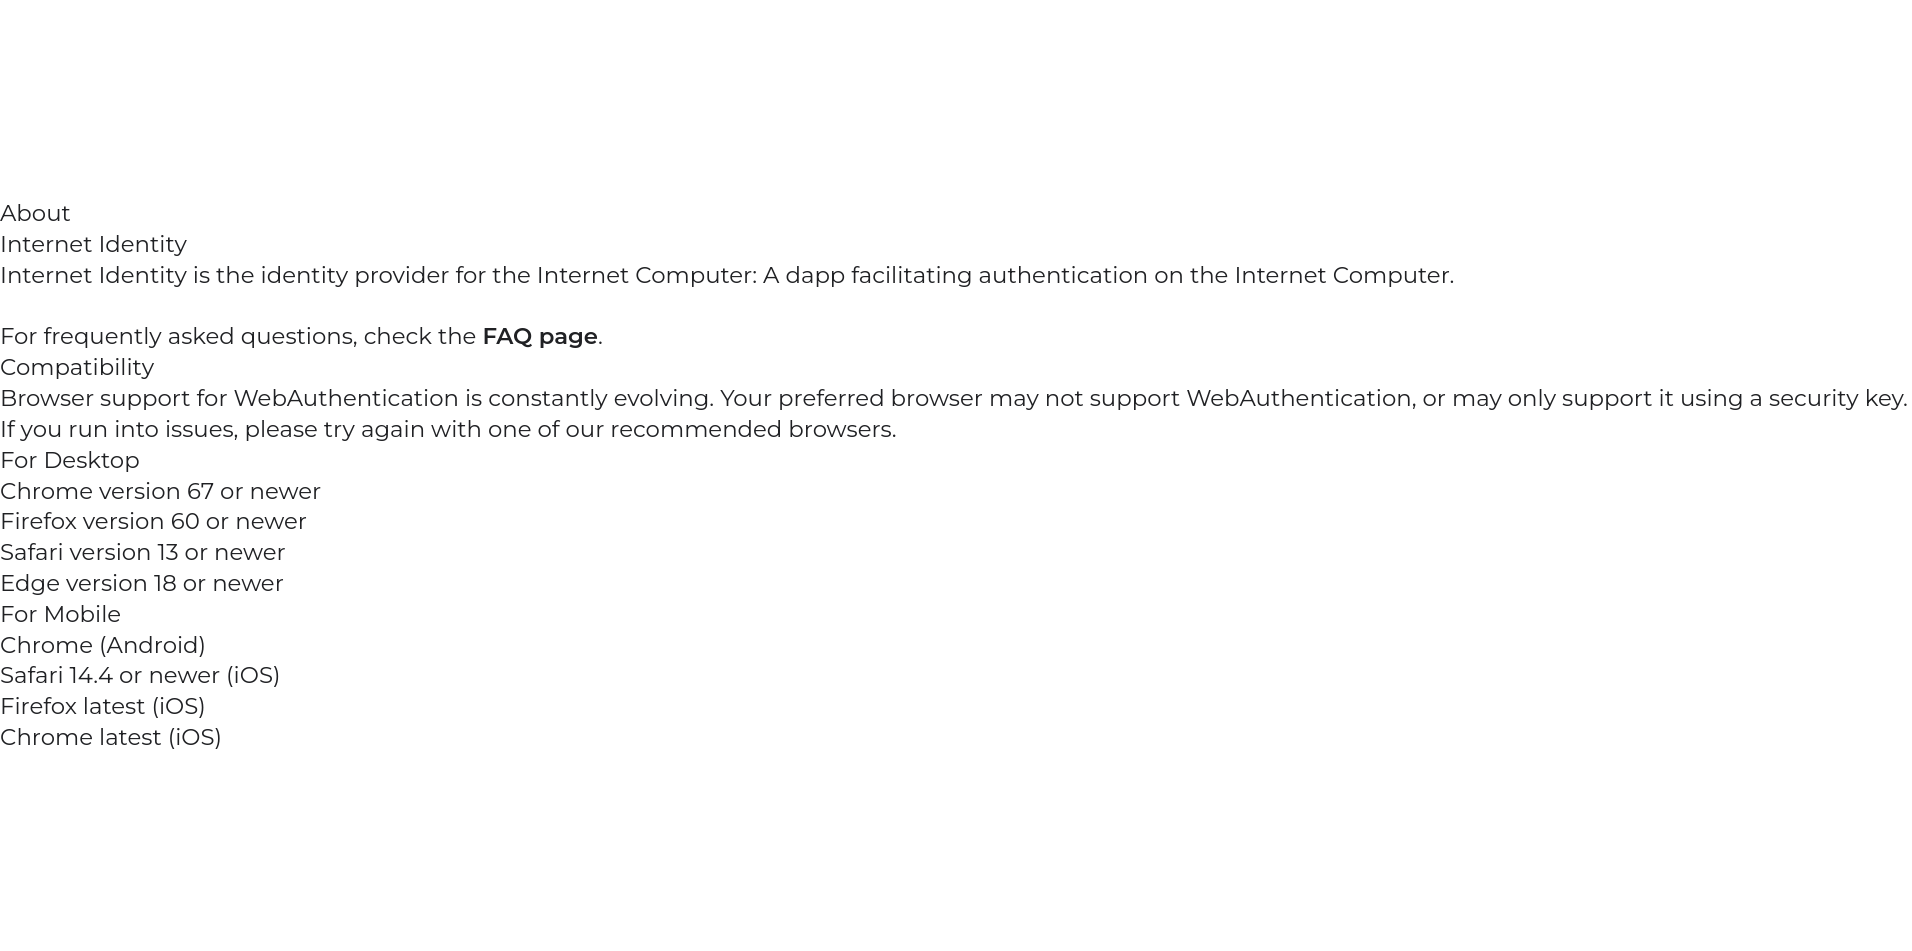 About
Internet Identity
Internet Identity is the identity provider for the Internet Computer: A dapp facilitating authentication on the Internet Computer.
For frequently asked questions, check the FAQ page.
Compatibility
Browser support for WebAuthentication is constantly evolving. Your preferred browser may not support WebAuthentication, or may only support it using a security key.
If you run into issues, please try again with one of our recommended browsers.
For Desktop
Chrome version 67 or newer
Firefox version 60 or newer
Safari version 13 or newer
Edge version 18 or newer
For Mobile
Chrome (Android)
Safari 14.4 or newer (iOS)
Firefox latest (iOS)
Chrome latest (iOS)